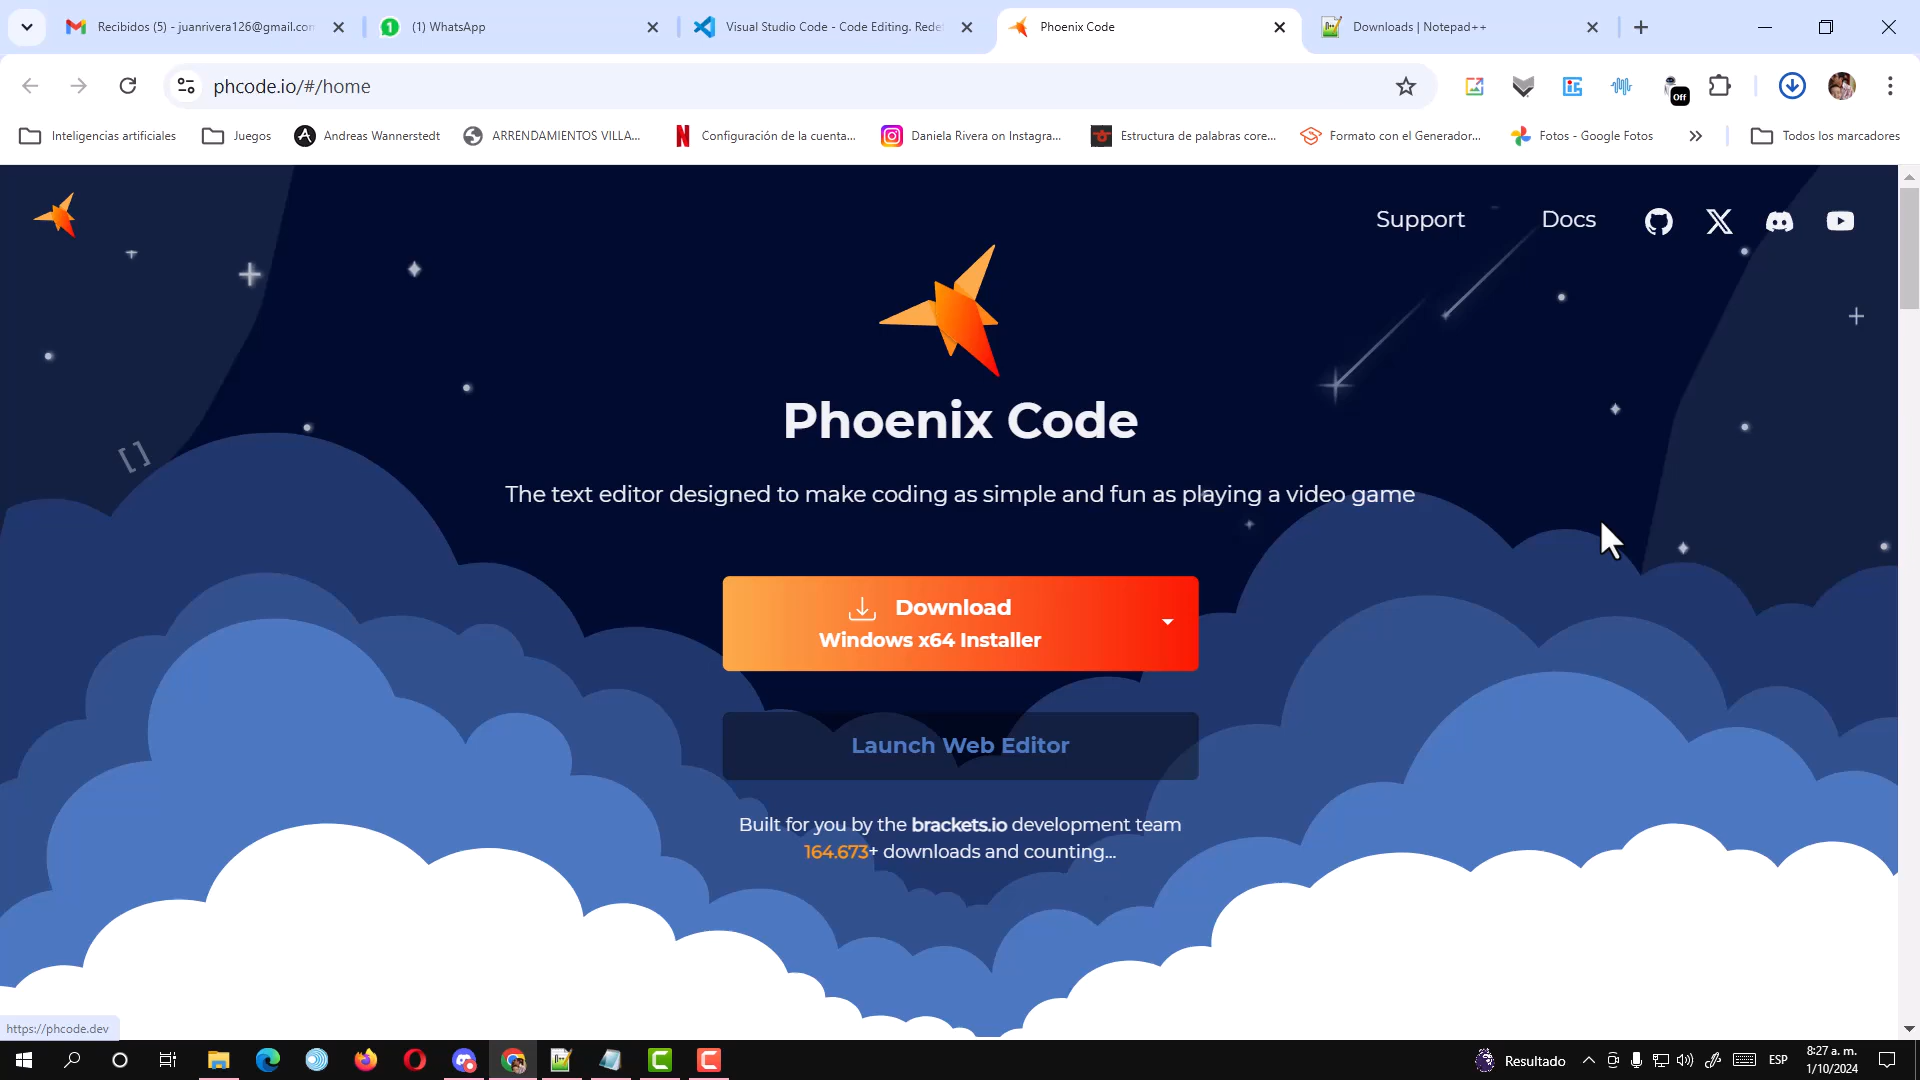 Recibidos (5) - juanrivera126@gmail.com
(1) WhatsApp
Visual Studio Code - Code Editing. Rede
Phoenix Code
Downloads | Notepad++
phcode.io/#/home
Off
Inteligencias artificiales
Juegos
Andreas Wannerstedt
ARRENDAMIENTOS VILLA...
Configuración de la cuenta...
Daniela Rivera on Instagra...
Estructura de palabras core...
Formato con el Generador...
Fotos - Google Fotos
Todos los marcadores
Support
Docs
Phoenix Code
The text editor designed to make coding as simple and fun as playing a video game
Download
Windows x64 Installer
Launch Web Editor
Built for you by the brackets.io development team
164.673+ downloads and counting...
https://phcode.dev
Resultado
ESP
8:27 a. m.
1/10/2024